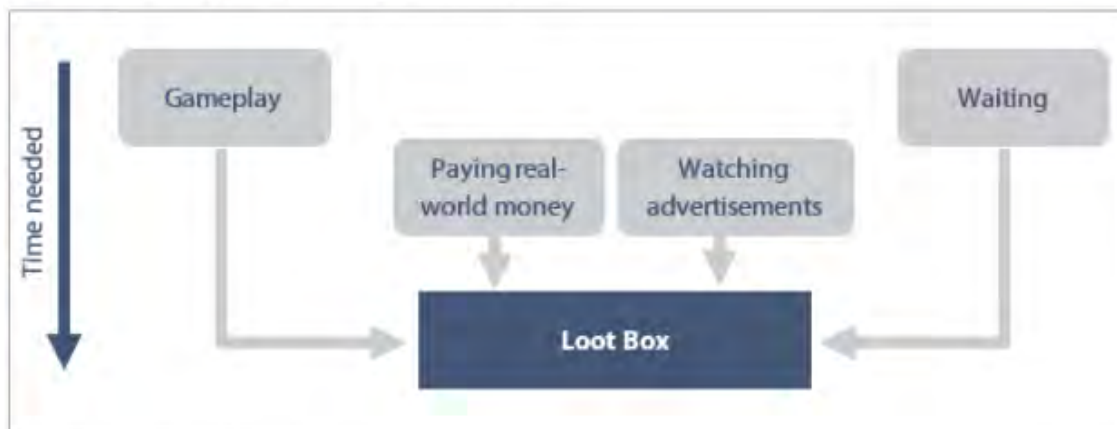 Time needed
Gameplay
Waiting
Paying real-
world money
Watching
advertisements
Loot Box